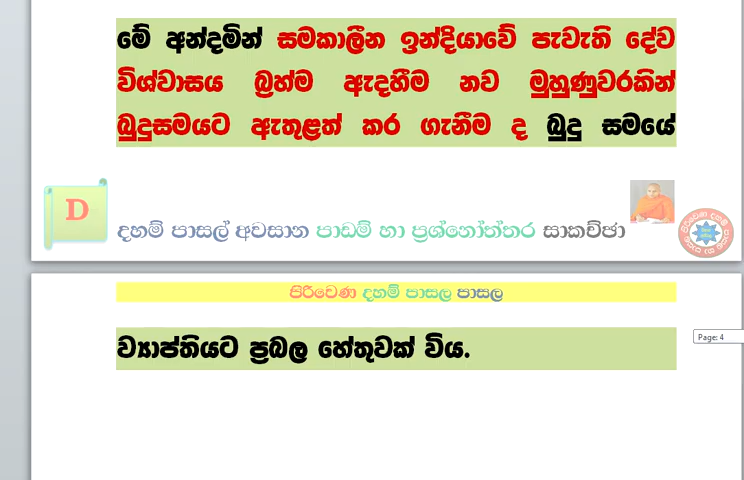 මේ අන්දමින් සමකාලීන ඉන්දියාවේ පැවැති දේව
විශ්වාසය බ්‍රහ්ම ඇදහීම නව මුහුණුවරකින්
බුදුසමයට ඇතුළත් කර ගැනීම ද බුදු සමයේ
D
දහම් පාසල් අවසාන පාඩම් හා ප්‍රශ්නෝත්තර සාකච්ඡා
පිරිවෙණ දහම් පාසල පාසල
ව්‍යාප්තියට ප්‍රබල හේතුවක් විය.
Page: 4